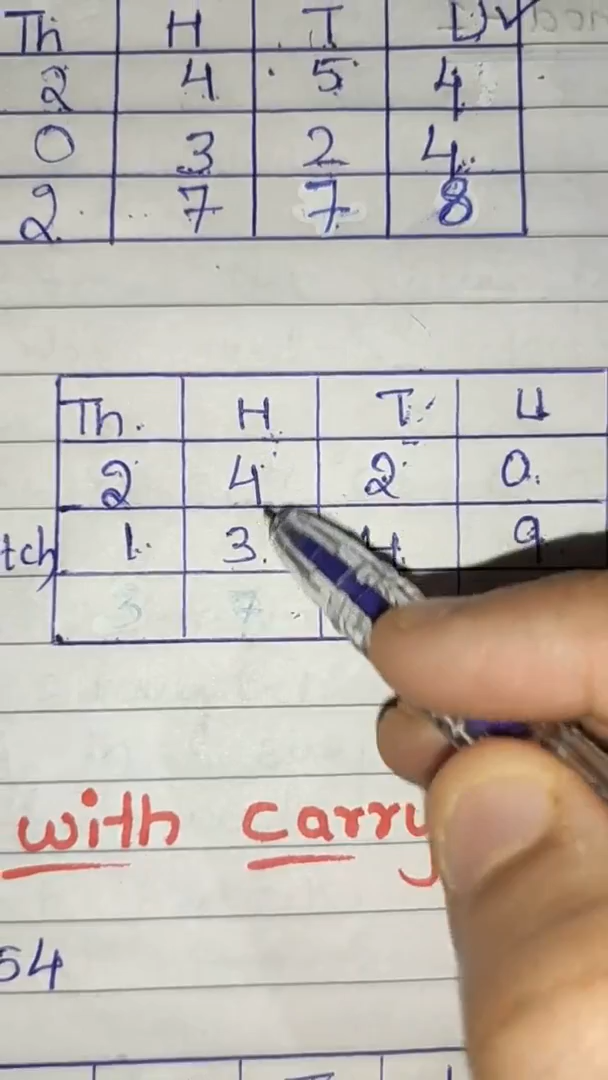 Th H T U
2 4 5 4
0 3 2 4
2 7 7 8
Th. H T U
2 4 2 0
tch 1 3 4 9
3 7
with carry
54